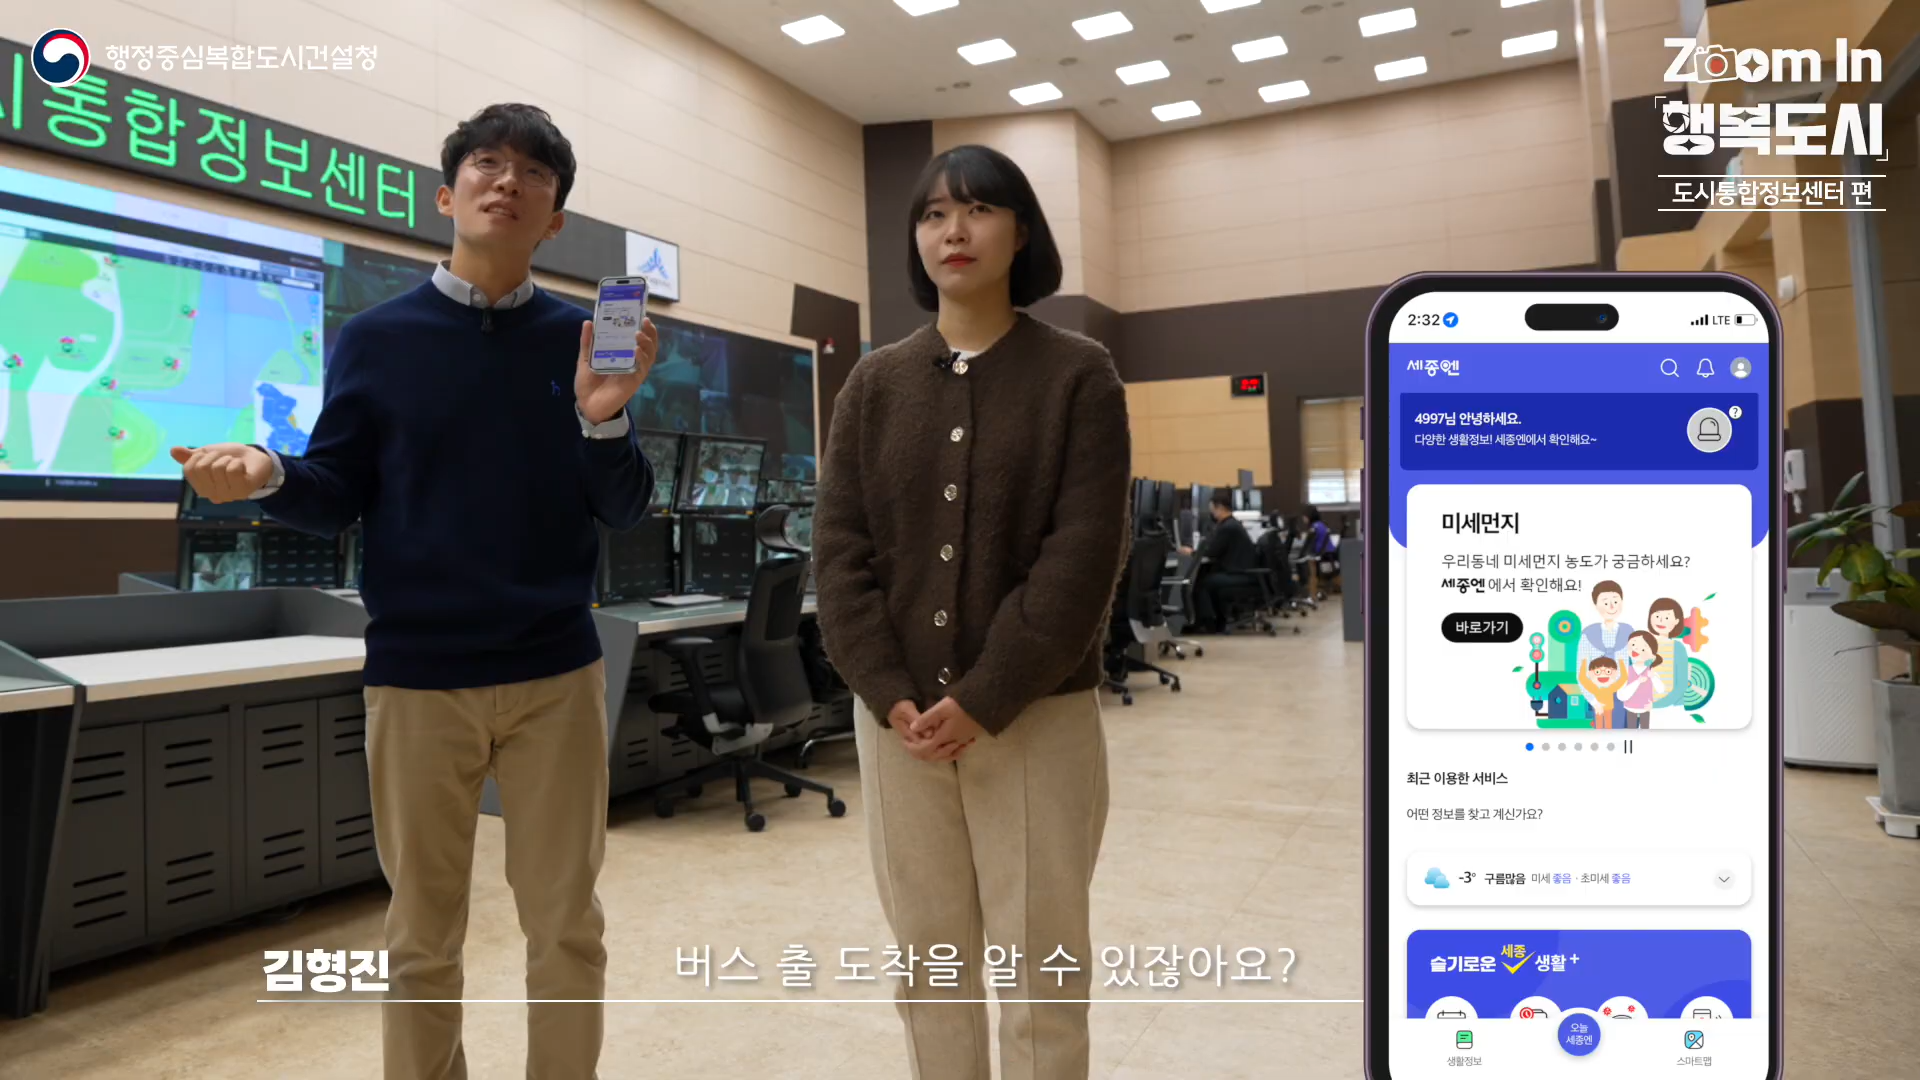 행정중심복합도시건설청
Zoom In
행복도시
도시통합정보센터 편
시통합정보센터
2:32
LTE
세종엔
4997님 안녕하세요.
다양한 생활정보! 세종엔에서 확인해요~
?
미세먼지
우리동네 미세먼지 농도가 궁금하세요?
세종엔에서 확인해요!
바로가기
최근 이용한 서비스
어떤 정보를 찾고 계신가요?
-3° 구름많음 미세 좋음 · 초미세 좋음
슬기로운 세종 생활+
오늘
세종엔
생활정보
스마트맵
김형진
버스 출 도착을 알 수 있잖아요?